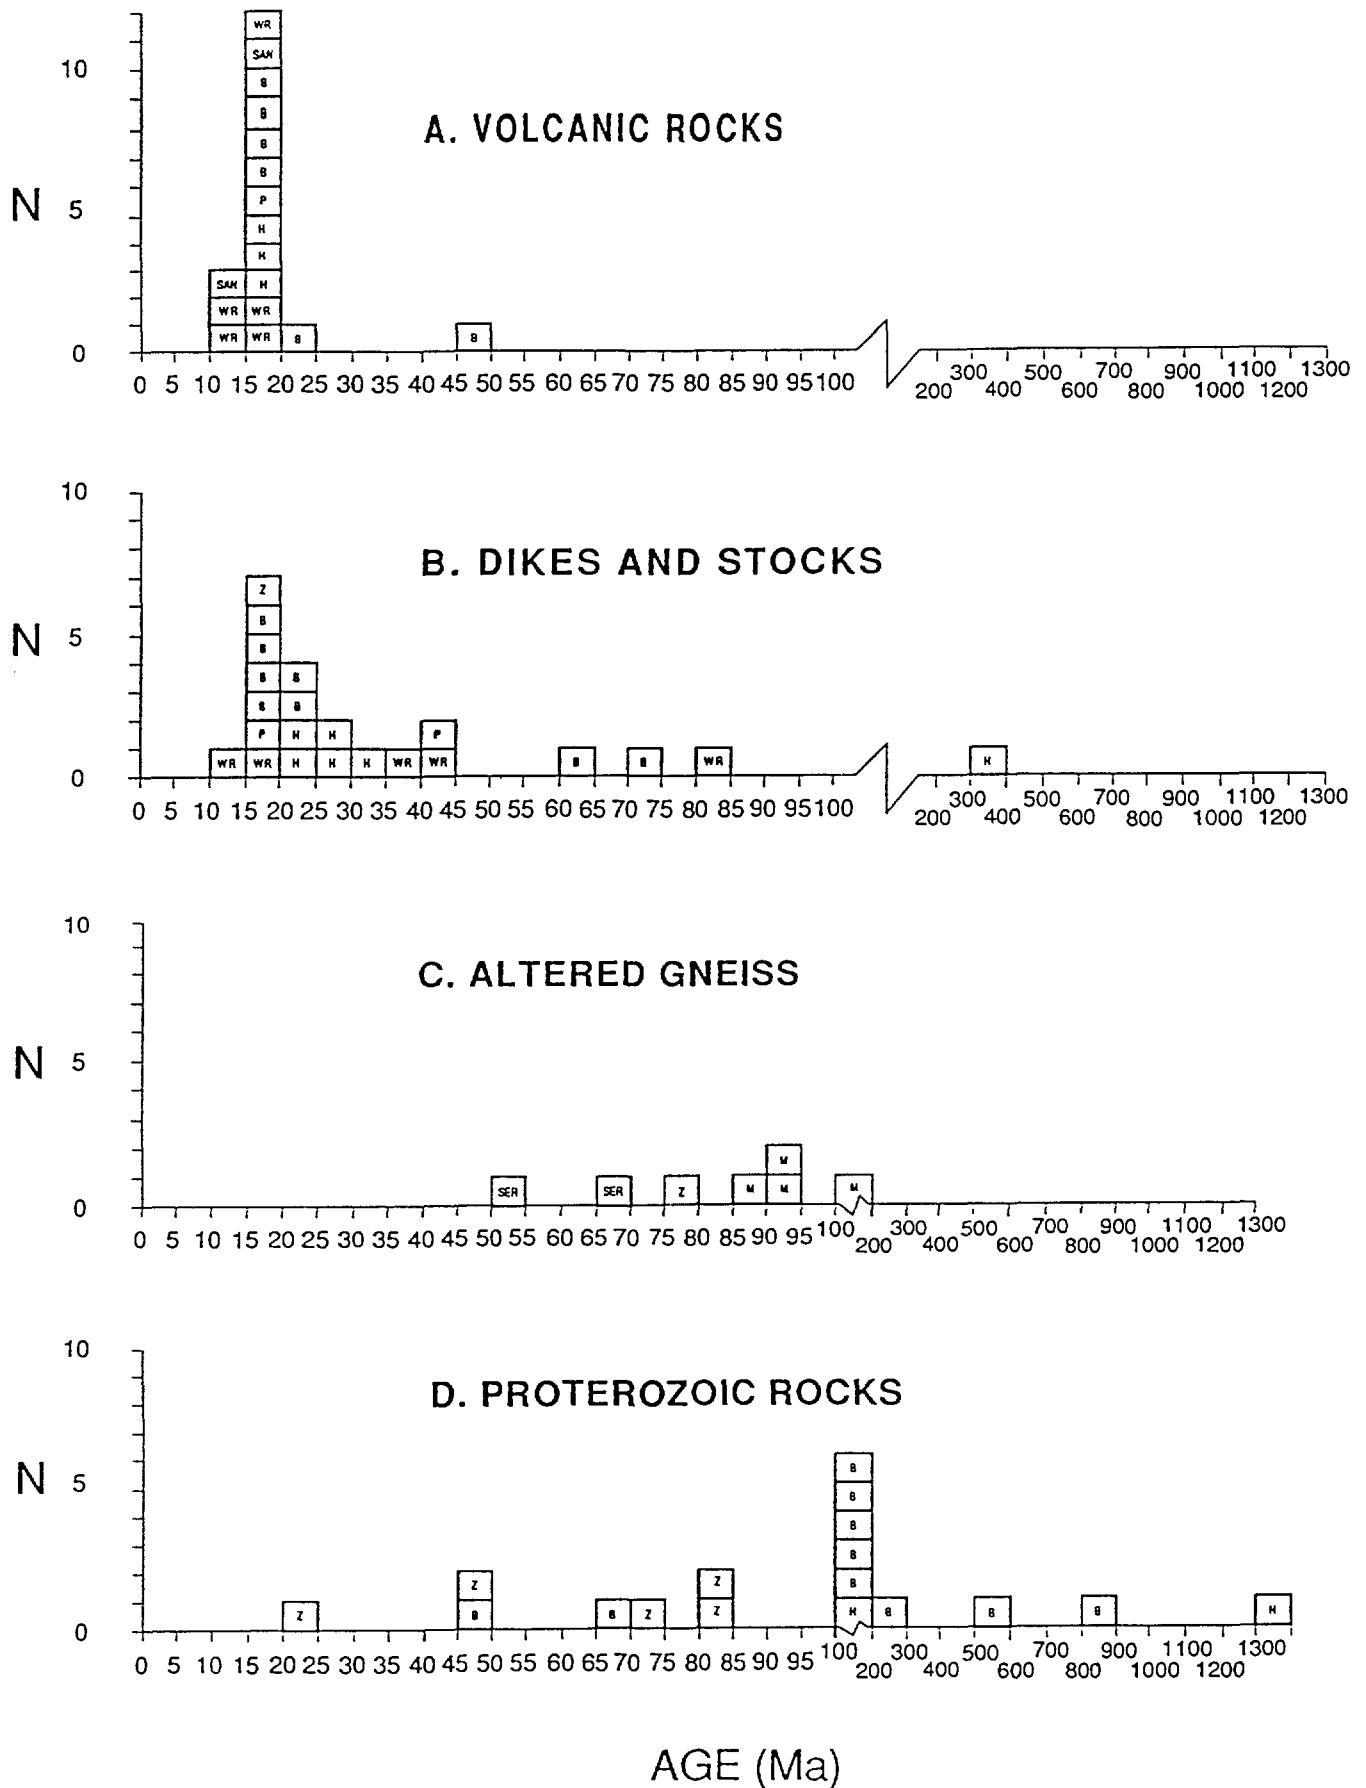 WR
SAN
10
B
A. VOLCANIC ROCKS
B
B
B
N 5
P
H
H
SAN H
WR WR
WR WR B B
0
0 5 10 15 20 25 30 35 40 45 50 55 60 65 70 75 80 85 90 95 100 300 500 700 900 1100 1300
200 400 600 800 1000 1200
10
B. DIKES AND STOCKS
Z
B
N 5
B
B B
B B
P H H P
WR WR H H H WR WR B B WR H
0
0 5 10 15 20 25 30 35 40 45 50 55 60 65 70 75 80 85 90 95 100 300 500 700 900 1100 1300
200 400 600 800 1000 1200
10
C. ALTERED GNEISS
N 5
M
SER SER Z M M M
0
0 5 10 15 20 25 30 35 40 45 50 55 60 65 70 75 80 85 90 95 100 300 500 700 900 1100 1300
200 400 600 800 1000 1200
10
D. PROTEROZOIC ROCKS
N 5
B
B
B
B
Z Z B
Z B B Z Z H B B B H
0
0 5 10 15 20 25 30 35 40 45 50 55 60 65 70 75 80 85 90 95 100 300 500 700 900 1100 1300
200 400 600 800 1000 1200
AGE (Ma)